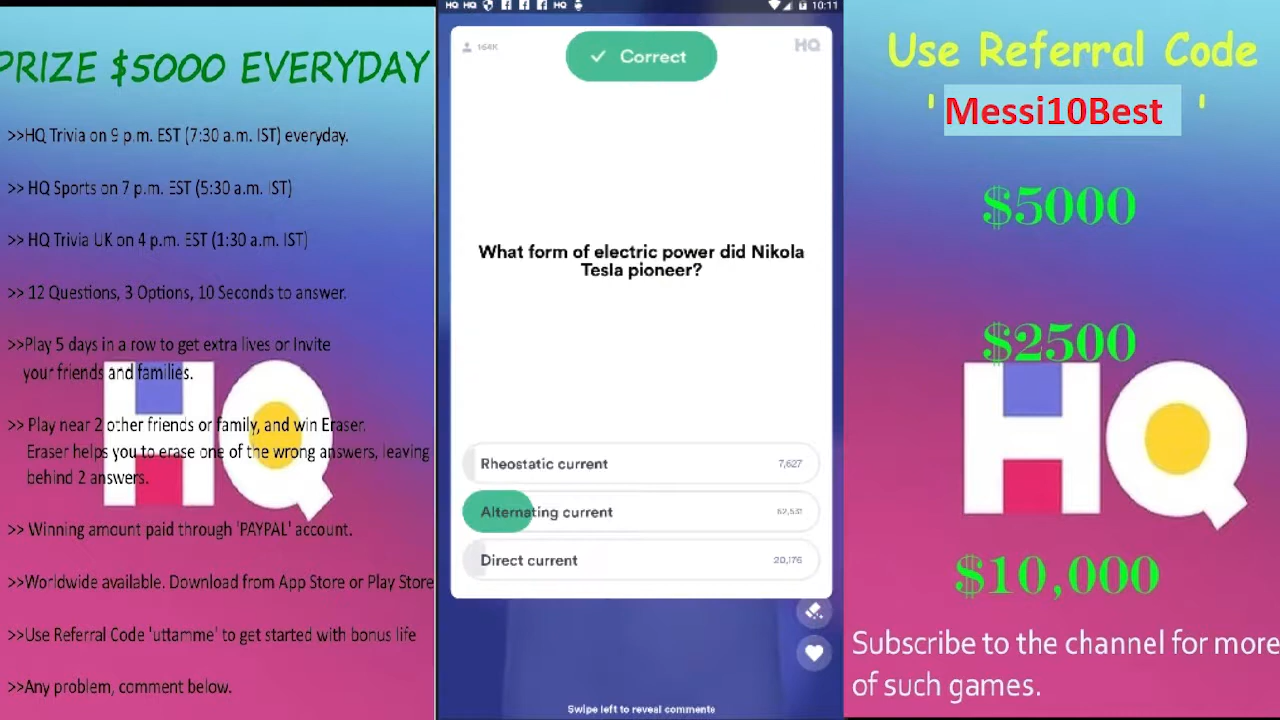 PRIZE $5000 EVERYDAY
>>HQ Trivia on 9 p.m. EST (7:30 a.m. IST) everyday.
>> HQ Sports on 7 p.m. EST (5:30 a.m. IST)
>> HQ Trivia UK on 4 p.m. EST (1:30 a.m. IST)
>> 12 Questions, 3 Options, 10 Seconds to answer.
>>Play 5 days in a row to get extra lives or Invite
your friends and families.
>> Play near 2 other friends or family, and win Eraser.
Eraser helps you to erase one of the wrong answers, leaving
behind 2 answers.
>> Winning amount paid through 'PAYPAL' account.
>>Worldwide available. Download from App Store or Play Store
>>Use Referral Code 'uttamme' to get started with bonus life
>>Any problem, comment below.
HQ
HQ HQ HQ 10:11
164K Correct HQ
What form of electric power did Nikola
Tesla pioneer?
Rheostatic current 7,627
Alternating current
Direct current 20,176
Swipe left to reveal comments
Use Referral Code
' Messi10Best '
$5000
$2500
HQ
$10,000
Subscribe to the channel for more
of such games.